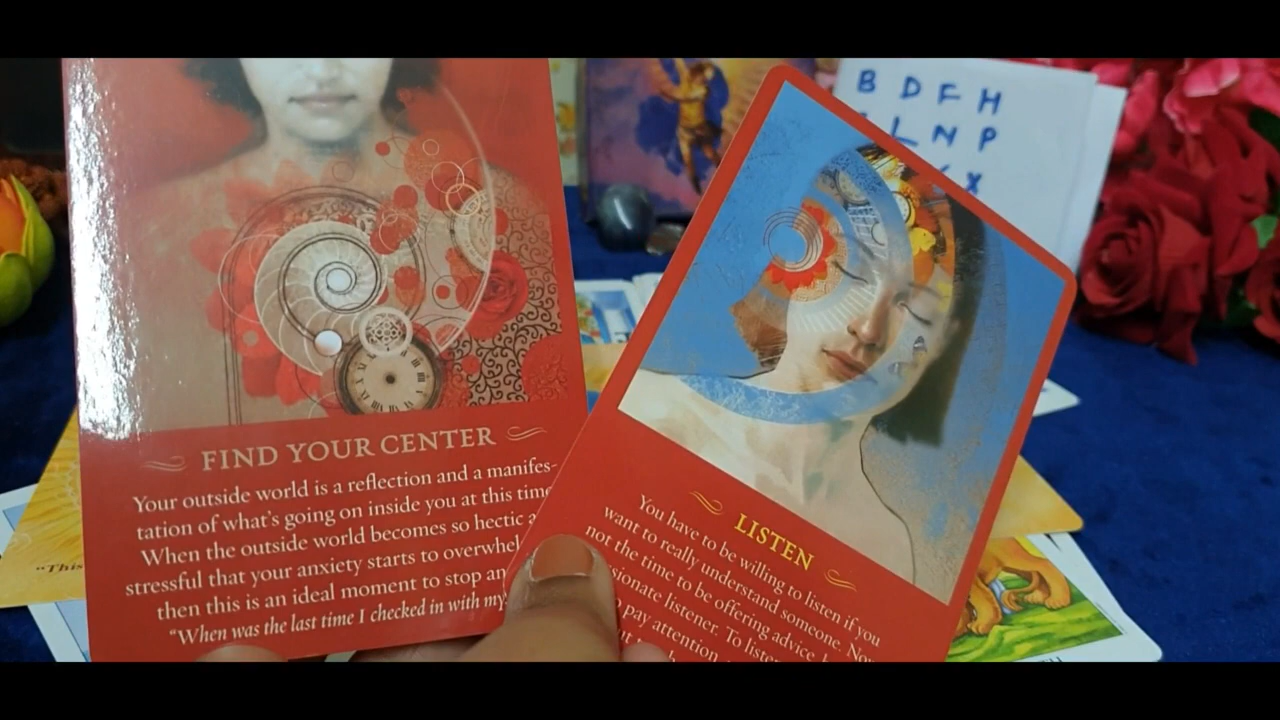 B D F H
L N P
X
FIND YOUR CENTER
Your outside world is a reflection and a manifes-
tation of what's going on inside you at this time
When the outside world becomes so hectic a
stressful that your anxiety starts to overwhel
then this is an ideal moment to stop an
"When was the last time I checked in with my
"This
LISTEN
You have to be willing to listen if you
want to really understand someone. Now
not the time to be offering advice, b
sionate listener. To listen
pay attention